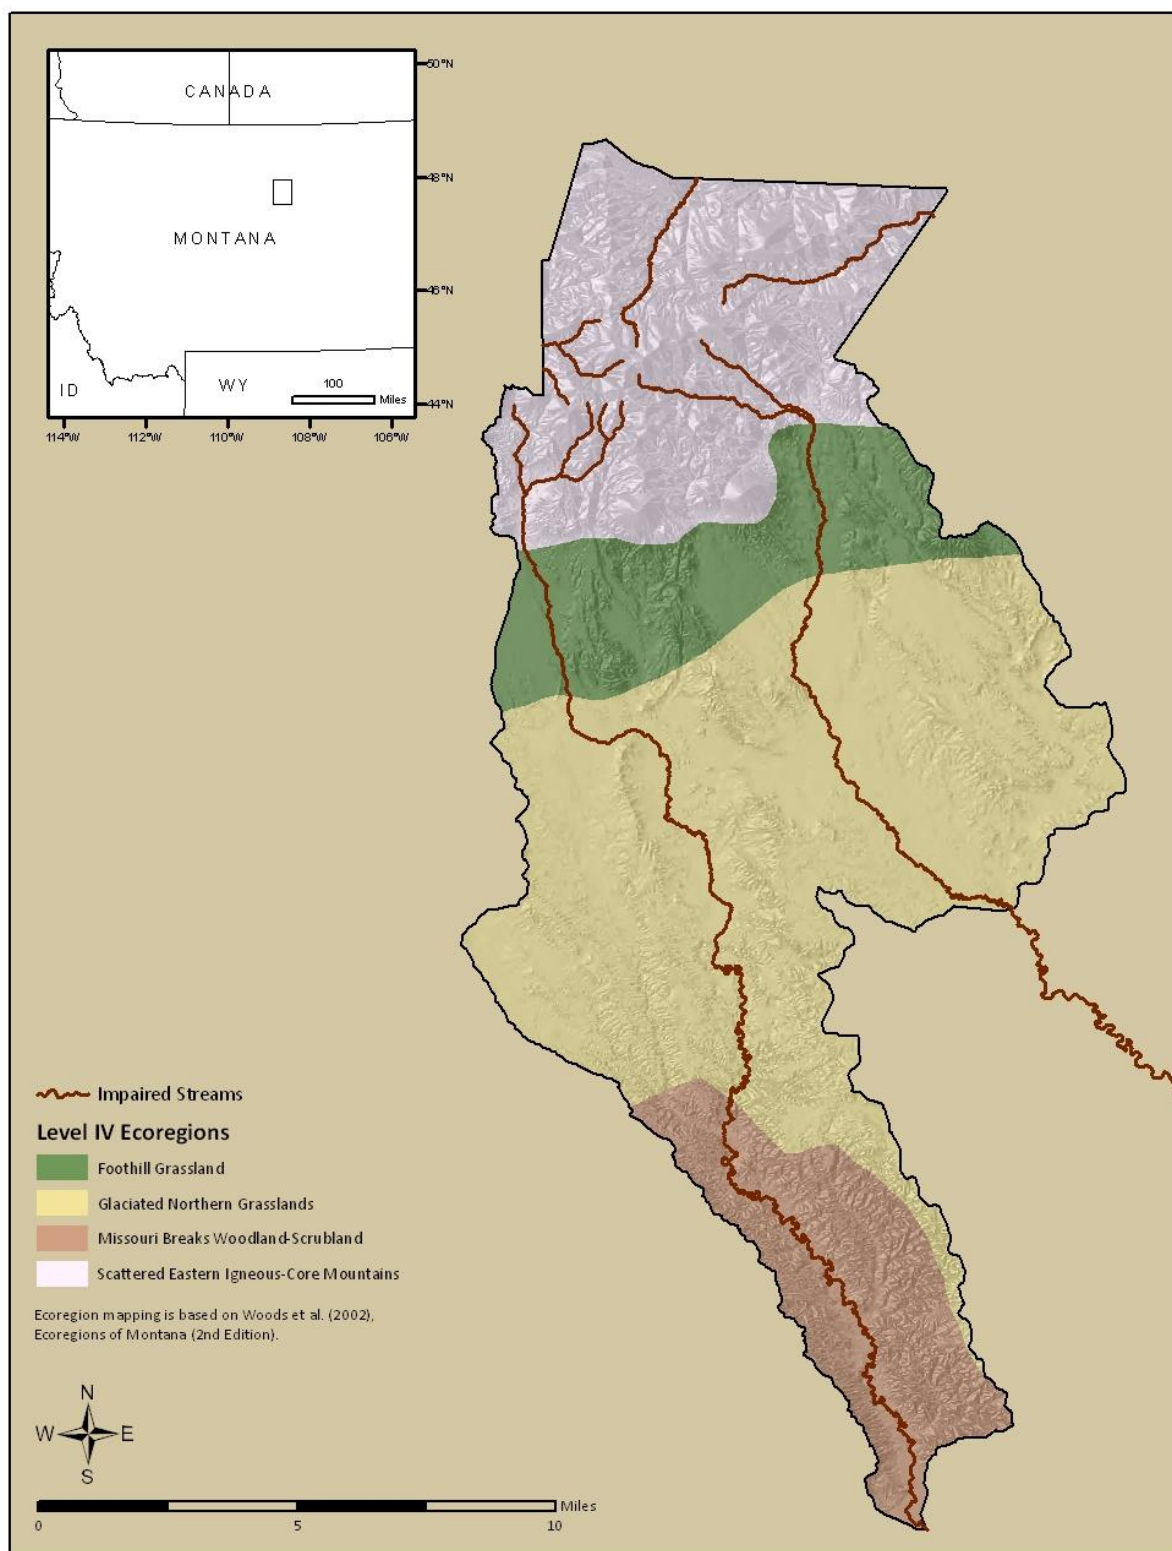 50°N
CANADA
48°N
MONTANA
46°N
ID
WY
100
Miles
44°N
114°W 112°W 110°W 108°W 106°W
Impaired Streams
Level IV Ecoregions
Foothill Grassland
Glaciated Northern Grasslands
Missouri Breaks Woodland-Scrubland
Scattered Eastern Igneous-Core Mountains
Ecoregion mapping is based on Woods et al. (2002),
Ecoregions of Montana (2nd Edition).
N
W E
S
Miles
0 5 10